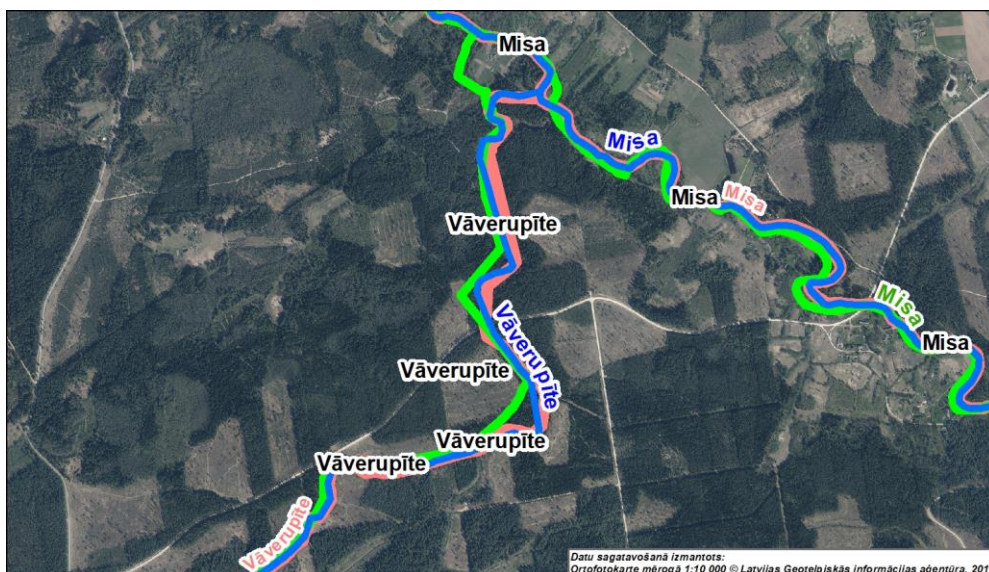 Misa
Misa
Misa
Misa
Vāverupīte
Misa
Vāverupīte
Misa
Vāverupīte
Vāverupīte
Vāverupīte
Vāverupīte
Datu sagatavošanā izmantots:
Ortofotokarte mērogā 1:10 000 © Latvijas Ģeotelpiskās informācijas aģentūra, 201